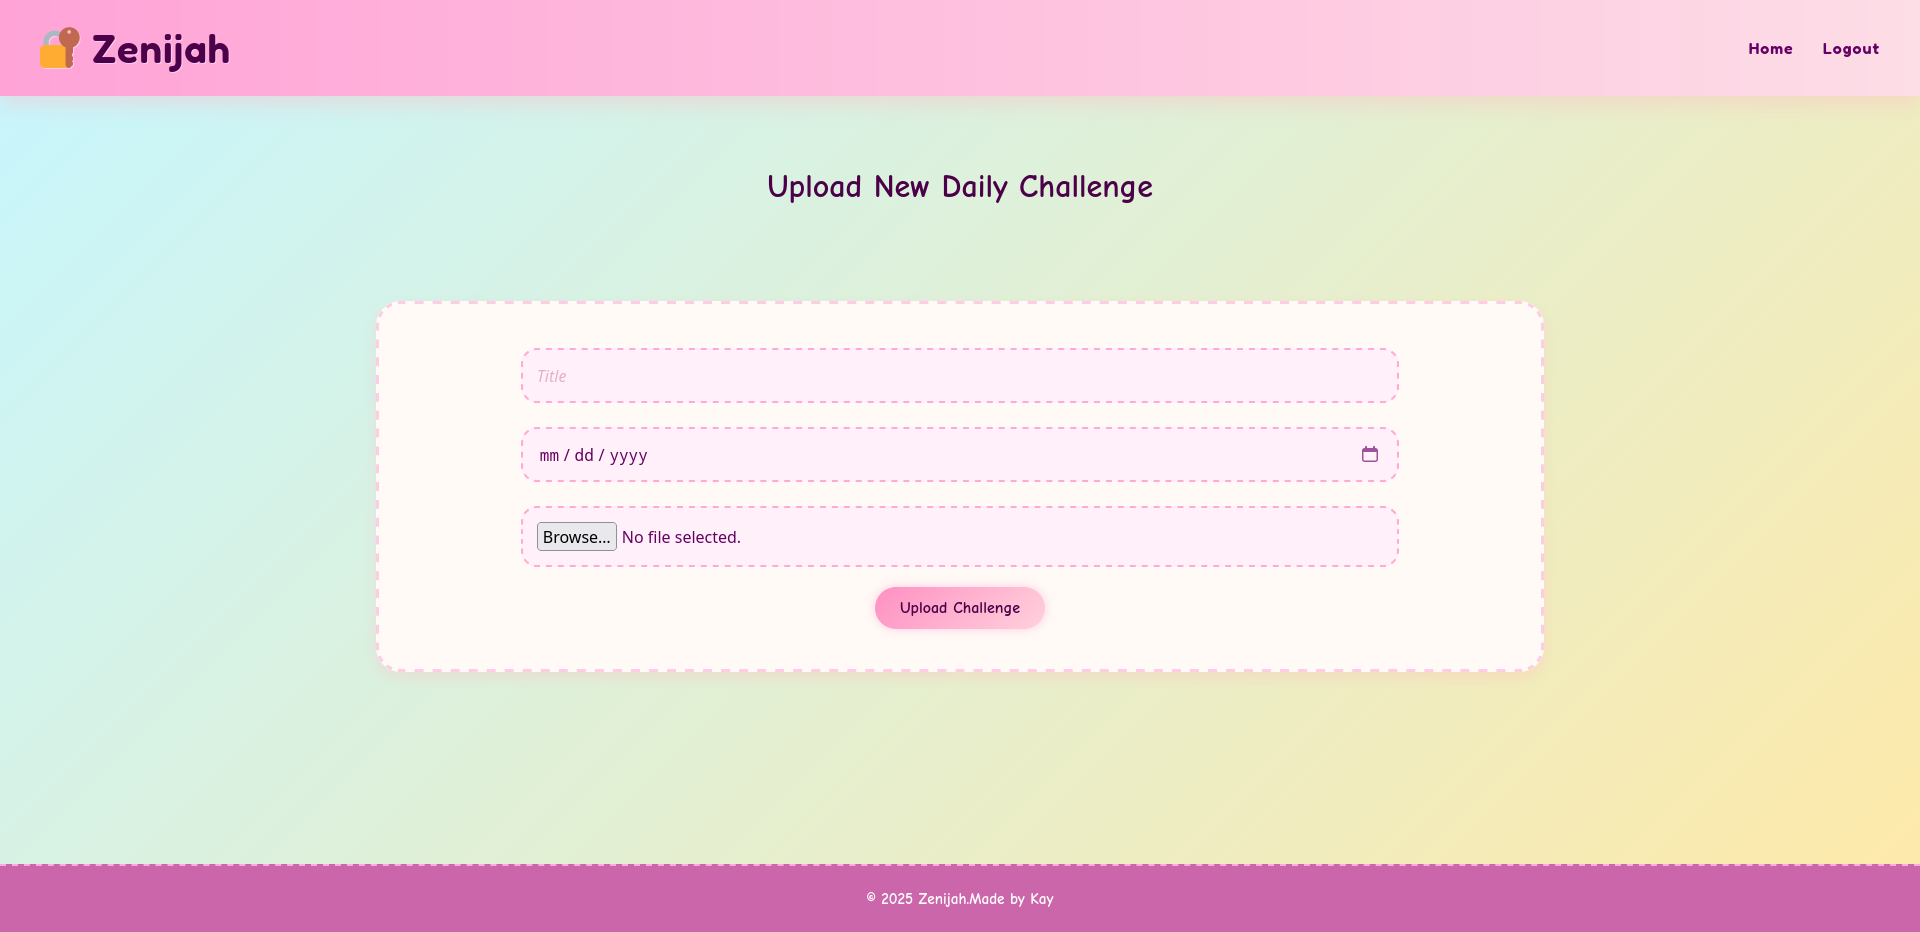 Zenijah
Home
Logout
Upload New Daily Challenge
Title
mm / dd / yyyy
Browse... No file selected.
Upload Challenge
© 2025 Zenijah.Made by Kay